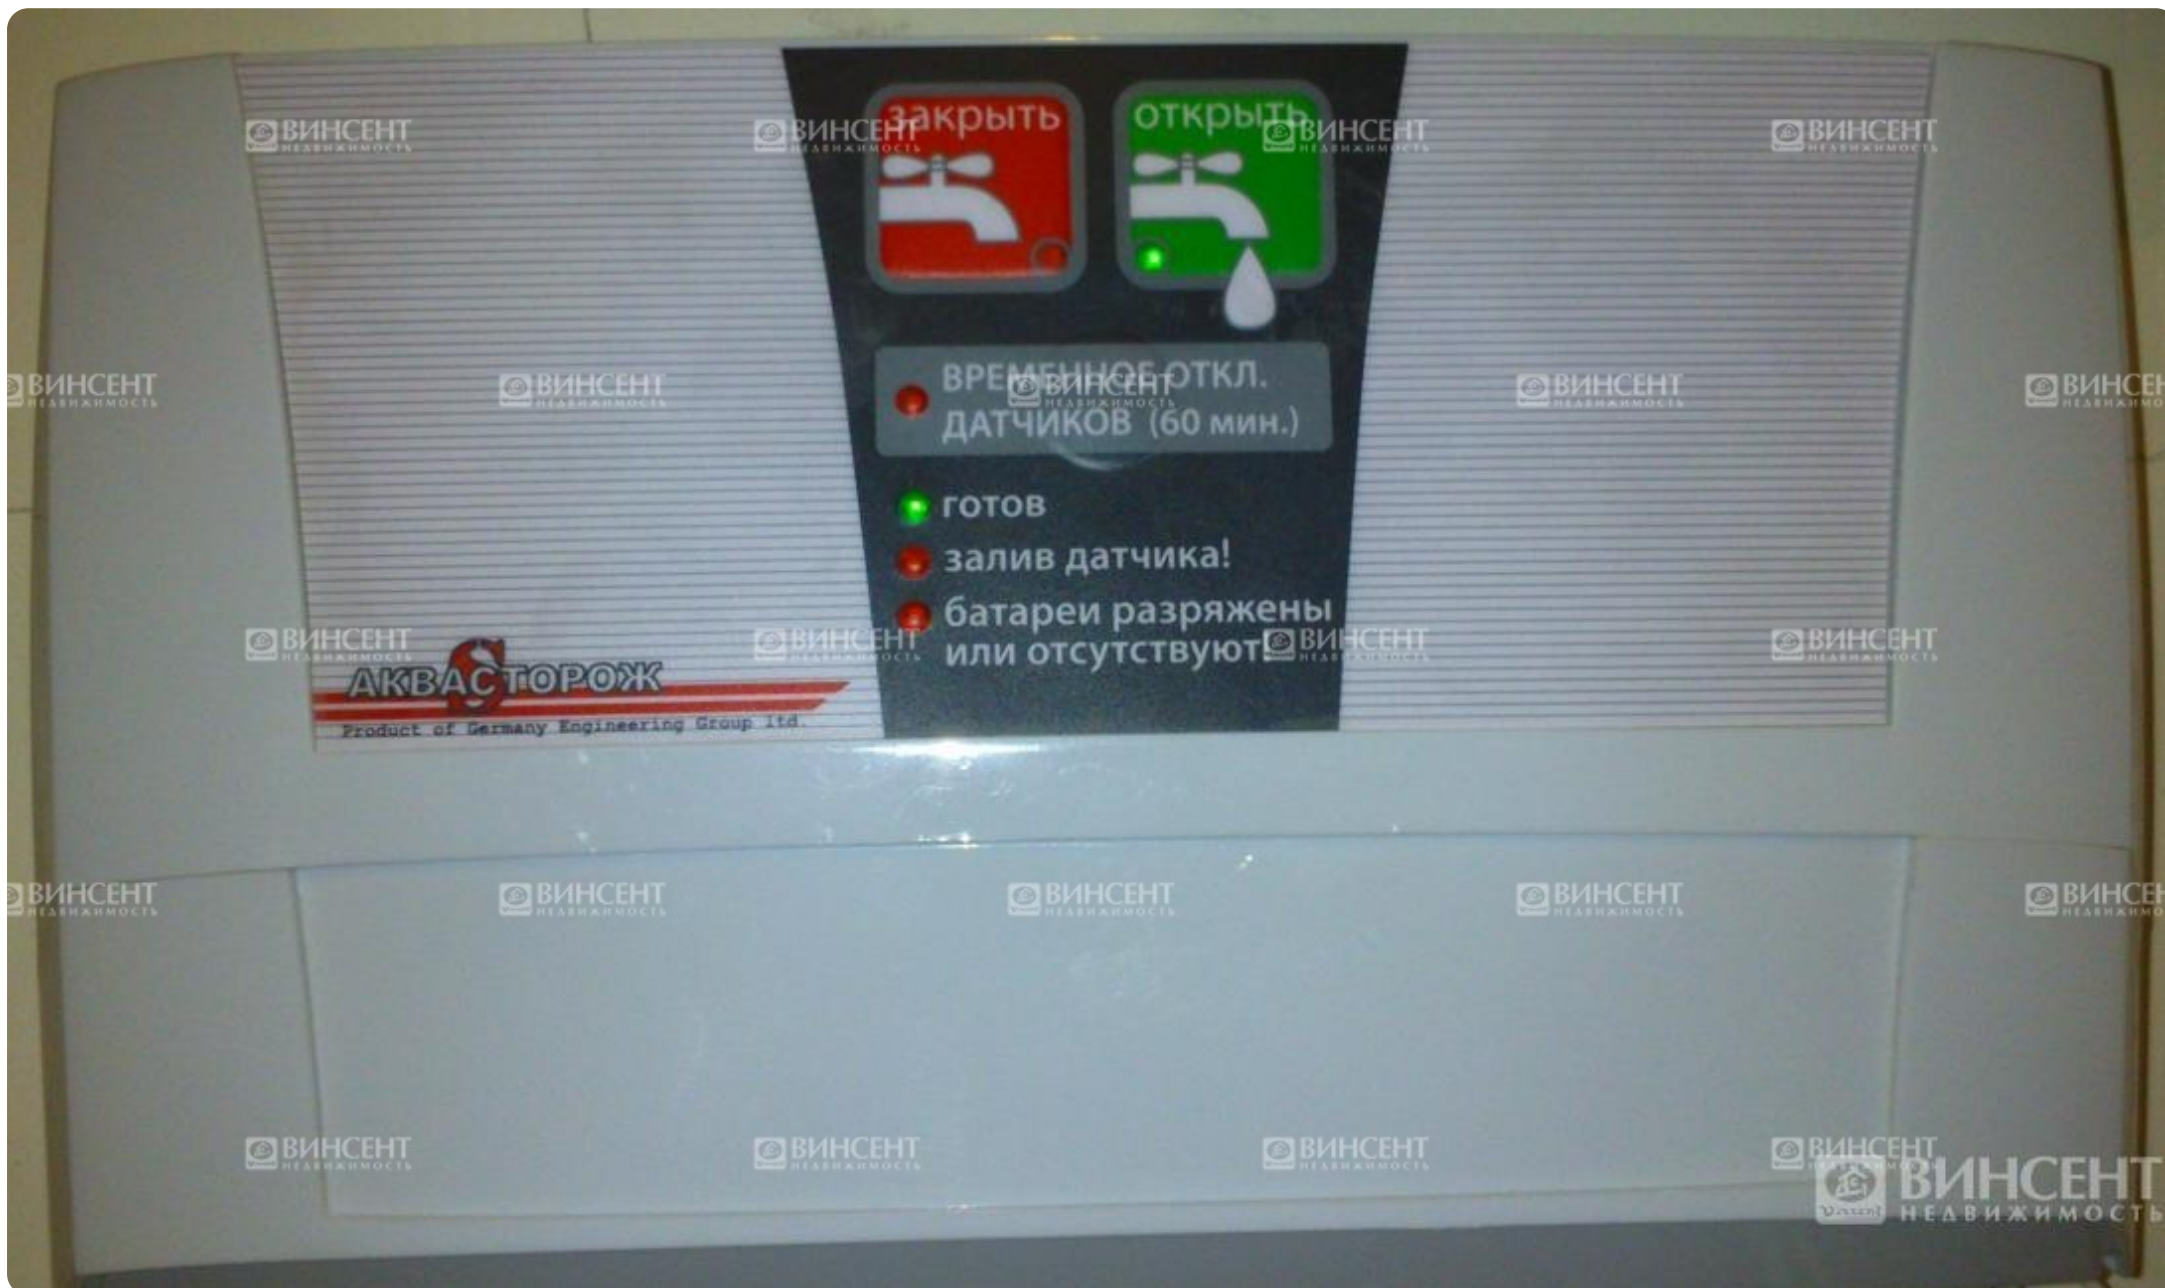 закрыть
открыть
ВРЕМЕННОЕ ОТКЛ.
ДАТЧИКОВ (60 мин.)
готов
залив датчика!
батареи разряжены
или отсутствуют!
АКВАСТОРОЖ
Product of Germany Engineering Group ltd.
ВИНСЕНТ
НЕДВИЖИМОСТЬ
Vincent